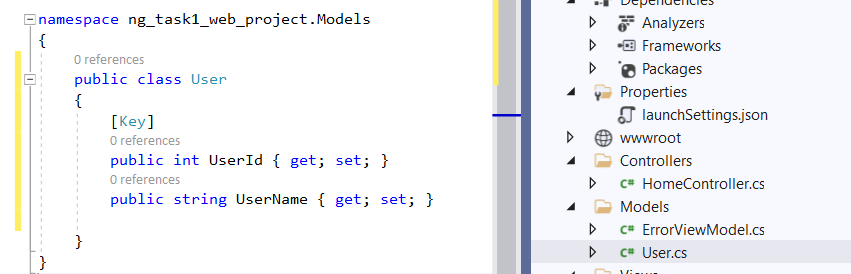 namespace ng_task1_web_project.Models
{
0 references
public class User
{
[Key]
0 references
public int UserId { get; set; }
0 references
public string UserName { get; set; }
}
}
Dependencies
Analyzers
Frameworks
Packages
Properties
launchSettings.json
wwwroot
Controllers
C# HomeController.cs
Models
C# ErrorViewModel.cs
C# User.cs
Views